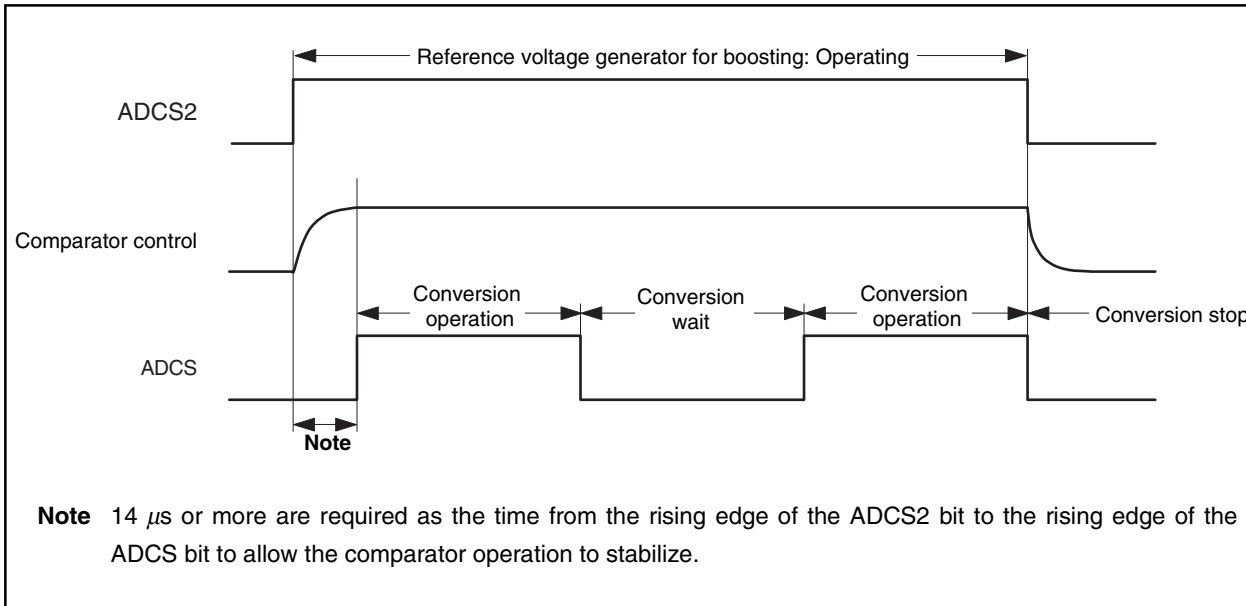 Reference voltage generator for boosting: Operating
ADCS2
Comparator control
Conversion
operation
Conversion
wait
Conversion
operation
Conversion stop
ADCS
Note
Note 14 μs or more are required as the time from the rising edge of the ADCS2 bit to the rising edge of the
ADCS bit to allow the comparator operation to stabilize.